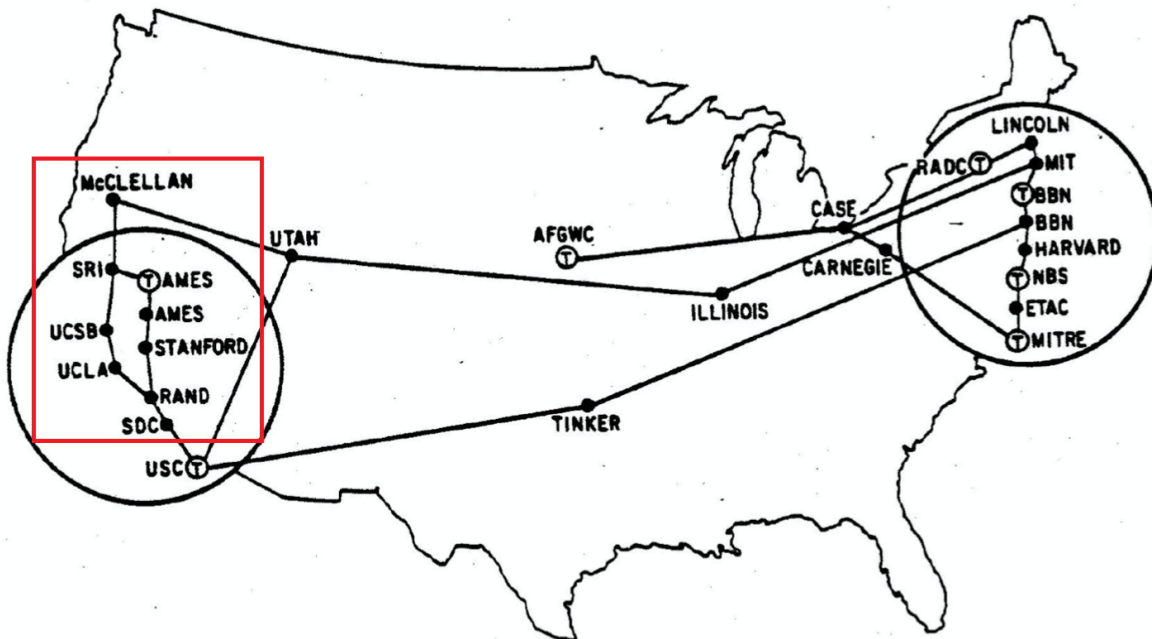 McCLELLAN
SRI
T AMES
AMES
UCSB
STANFORD
UCLA
RAND
SDC
USC T
UTAH
AFGWC
T
CASE
CARNEGIE
ILLINOIS
TINKER
LINCOLN
RADC T
MIT
T BBN
BBN
HARVARD
T NBS
ETAC
T MITRE